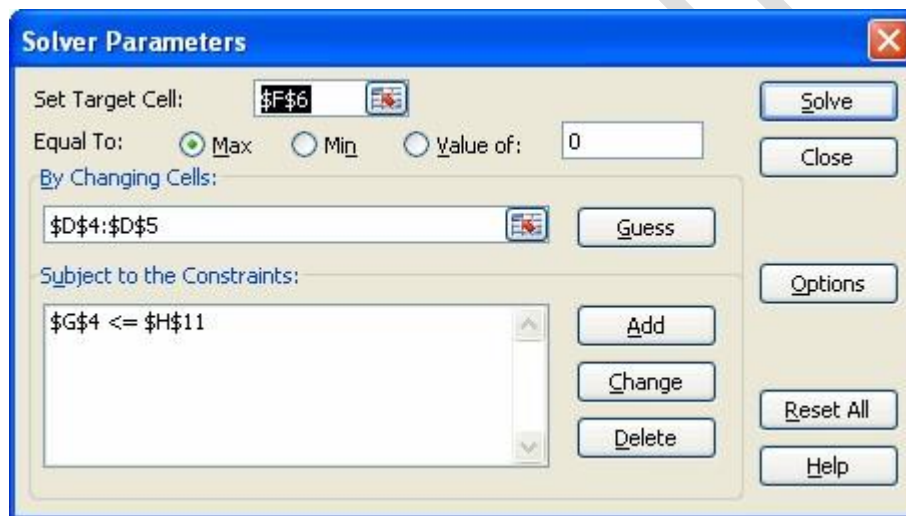 Solver Parameters
Set Target Cell: $F$6 Solve
Equal To: Max Min Value of: 0 Close
By Changing Cells:
$D$4:$D$5 Guess
Subject to the Constraints: Options
$G$4 <= $H$11 Add
Change
Reset All
Delete
Help